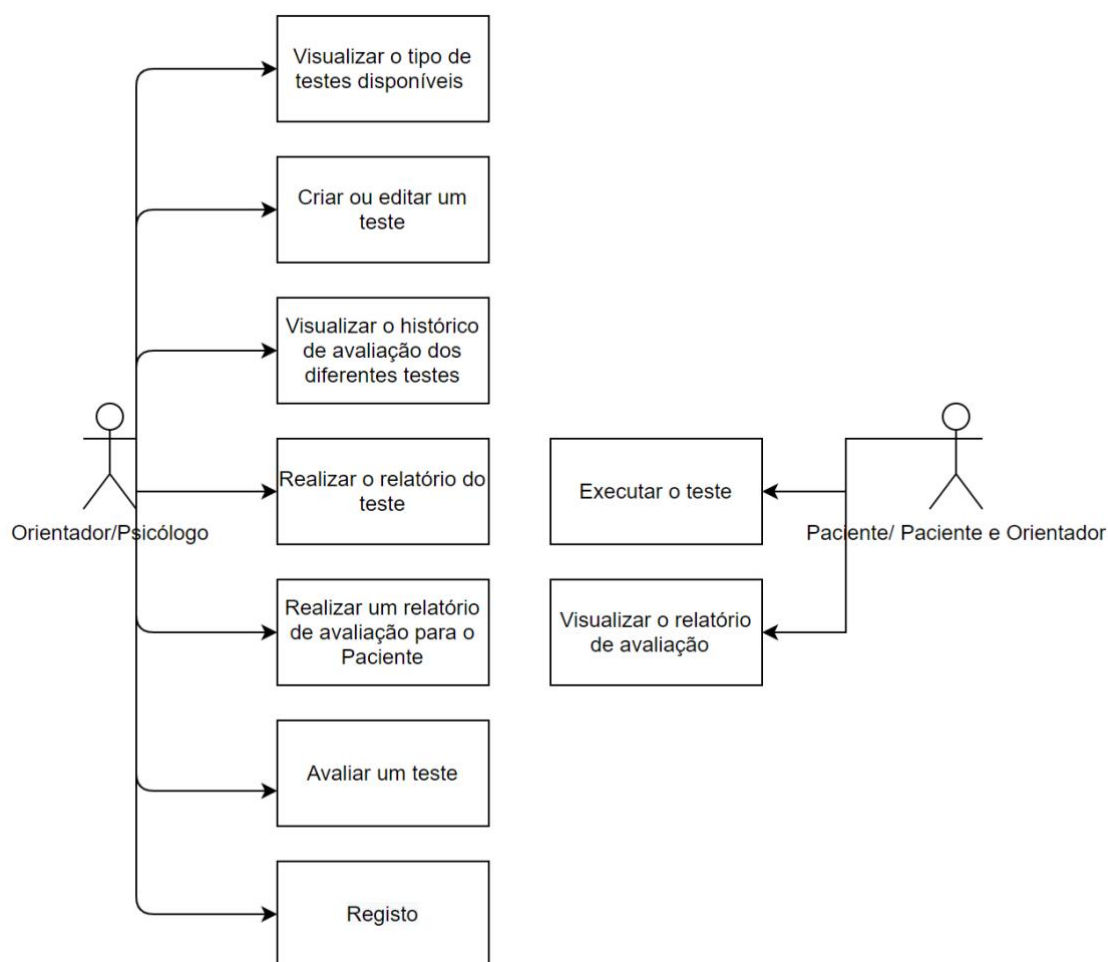 Visualizar o tipo de
testes disponíveis
Criar ou editar um
teste
Visualizar o histórico
de avaliação dos
diferentes testes
Realizar o relatório do
teste
Executar o teste
Orientador/Psicólogo
Paciente/ Paciente e Orientador
Realizar um relatório
de avaliação para o
Paciente
Visualizar o relatório
de avaliação
Avaliar um teste
Registo